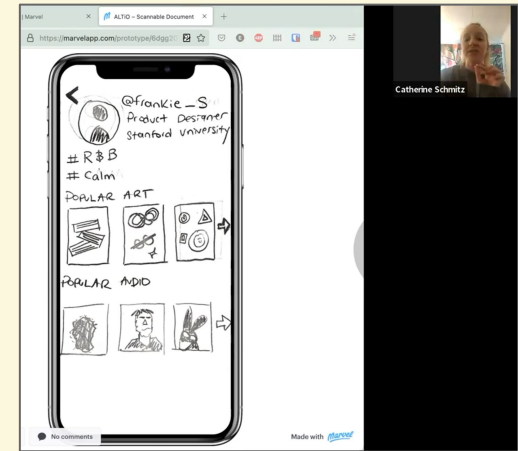 | Marvel
ALTiO – Scannable Document
https://marvelapp.com/prototype/6dgg2
@frankie_S
Product Designer
Stanford University
# R$B
# Calm
POPULAR ART
POPULAR AUDIO
No comments
Made with Marvel
Catherine Schmitz